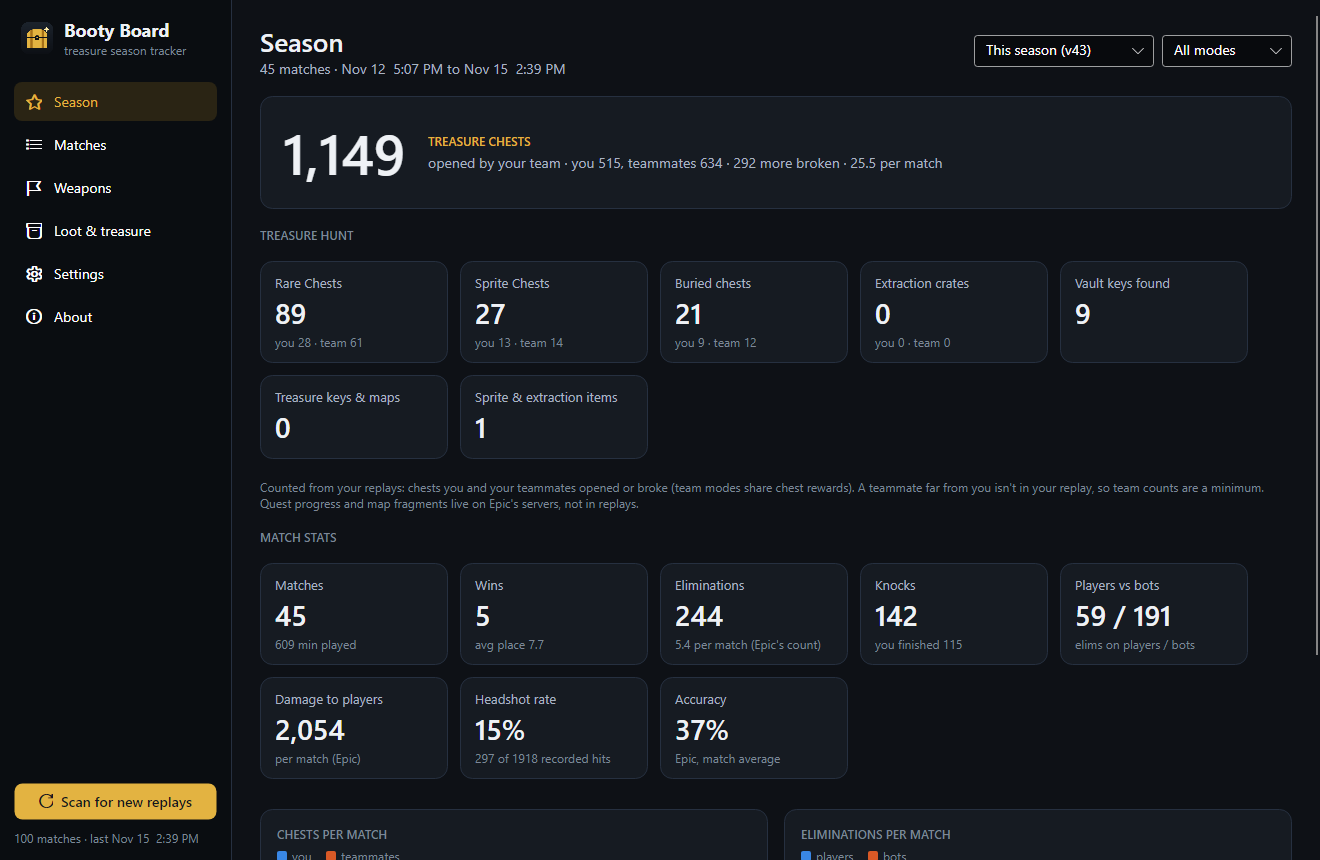 Booty Board
treasure season tracker
Season
Matches
Weapons
Loot & treasure
Settings
About
Scan for new replays
100 matches · last Nov 15  2:39 PM
Season
45 matches · Nov 12  5:07 PM to Nov 15  2:39 PM
This season (v43)
All modes
1,149
TREASURE CHESTS
opened by your team · you 515, teammates 634 · 292 more broken · 25.5 per match
TREASURE HUNT
Rare Chests
89
you 28 · team 61
Sprite Chests
27
you 13 · team 14
Buried chests
21
you 9 · team 12
Extraction crates
0
you 0 · team 0
Vault keys found
9
Treasure keys & maps
0
Sprite & extraction items
1
Counted from your replays: chests you and your teammates opened or broke (team modes share chest rewards). A teammate far from you isn't in your replay, so team counts are a minimum.
Quest progress and map fragments live on Epic's servers, not in replays.
MATCH STATS
Matches
45
609 min played
Wins
5
avg place 7.7
Eliminations
244
5.4 per match (Epic's count)
Knocks
142
you finished 115
Players vs bots
59 / 191
elims on players / bots
Damage to players
2,054
per match (Epic)
Headshot rate
15%
297 of 1918 recorded hits
Accuracy
37%
Epic, match average
CHESTS PER MATCH
you
teammates
ELIMINATIONS PER MATCH
players
bots